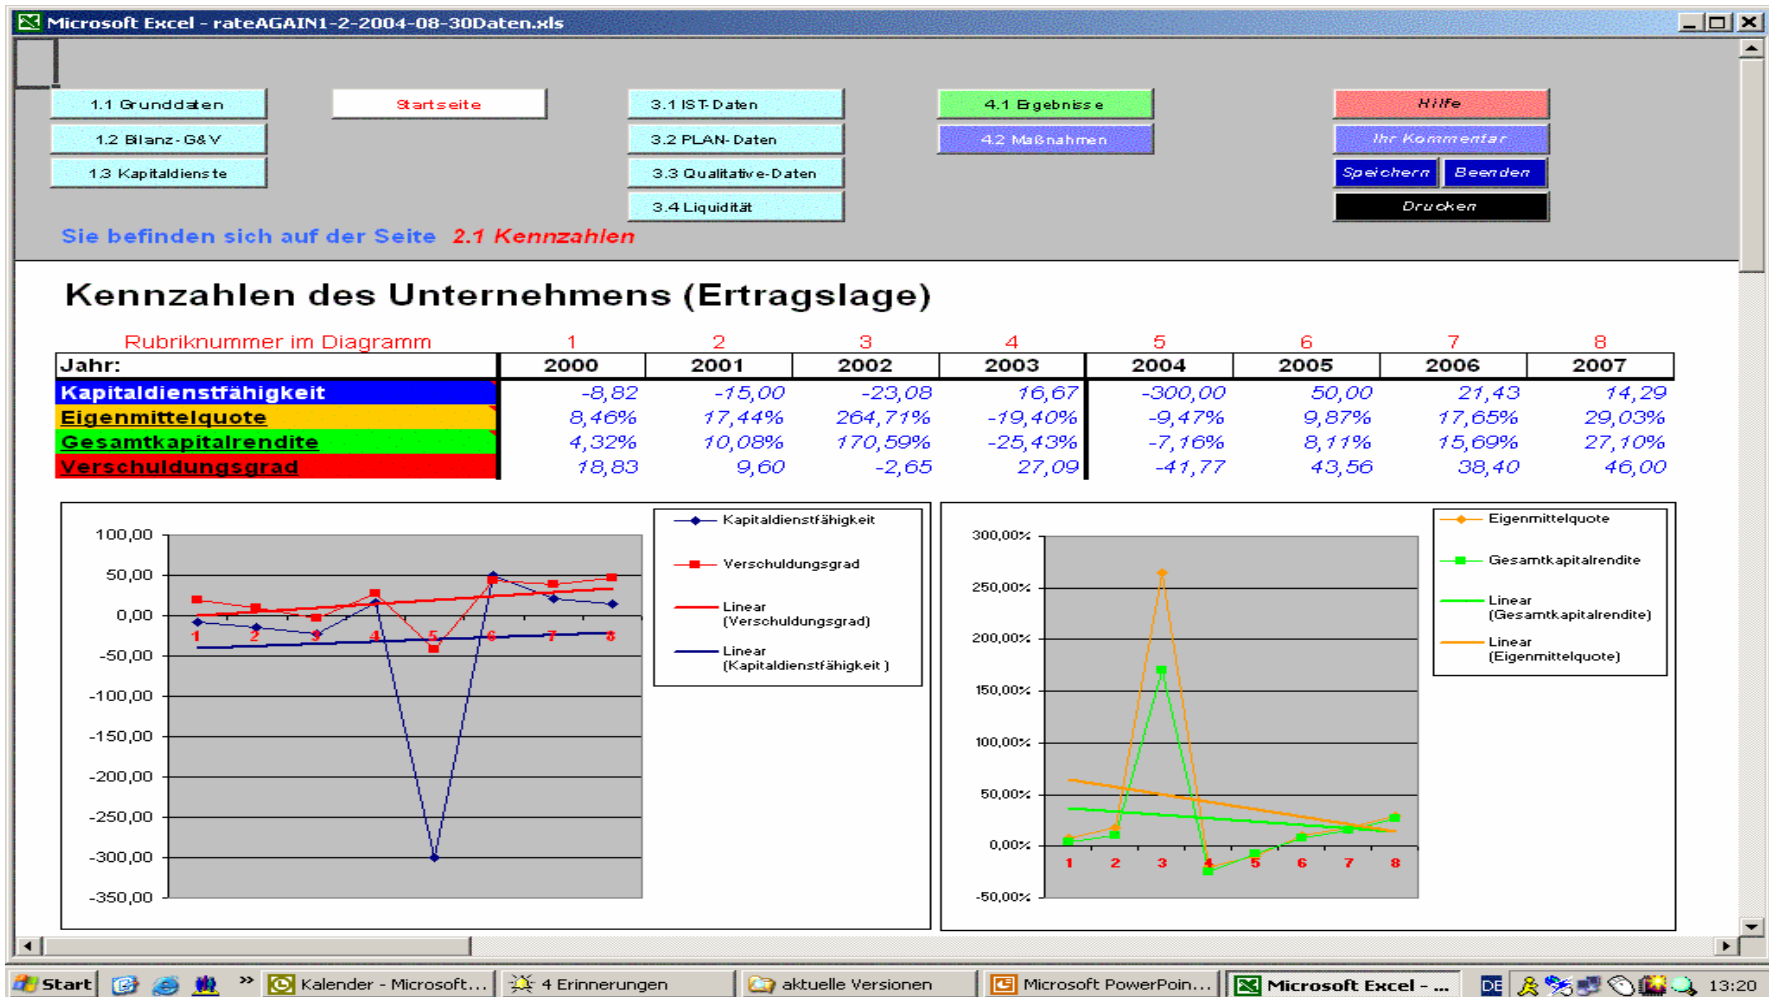 Microsoft Excel - rateAGAIN1-2-2004-08-30Daten.xls
1.1 Grunddaten Startseite 3.1 IST-Daten 4.1 Ergebnisse Hilfe
1.2 Bilanz- G&V 3.2 PLAN- Daten 4.2 Maßnahmen Ihr Kommentar
1.3 Kapitaldienste 3.3 Qualitative-Daten Speichern Beenden
3.4 Liquidität Drucken
Sie befinden sich auf der Seite 2.1 Kennzahlen
Kennzahlen des Unternehmens (Ertragslage)
Rubriknummer im Diagramm 1 2 3 4 5 6 7 8
Jahr: 2000 2001 2002 2003 2004 2005 2006 2007
Kapitaldienstfähigkeit -8,82 -15,00 -23,08 16,67 -300,00 50,00 21,43 14,29
Eigenmittelquote 8,46% 17,44% 264,71% -19,40% -9,47% 9,87% 17,65% 29,03%
Gesamtkapitalrendite 4,32% 10,08% 170,59% -25,43% -7,16% 8,11% 15,69% 27,10%
Verschuldungsgrad 18,83 9,60 -2,65 27,09 -41,77 43,56 38,40 46,00
100,00
50,00
0,00
-50,00
-100,00
-150,00
-200,00
-250,00
-300,00
-350,00
1 2 3 4 5 6 7 8
Kapitaldienstfähigkeit
Verschuldungsgrad
Linear
(Verschuldungsgrad)
Linear
(Kapitaldienstfähigkeit )
300,00%
250,00%
200,00%
150,00%
100,00%
50,00%
0,00%
-50,00%
1 2 3 4 5 6 7 8
Eigenmittelquote
Gesamtkapitalrendite
Linear
(Gesamtkapitalrendite)
Linear
(Eigenmittelquote)
Start » Kalender - Microsoft... 4 Erinnerungen aktuelle Versionen Microsoft PowerPoin... Microsoft Excel - ... DE 13:20